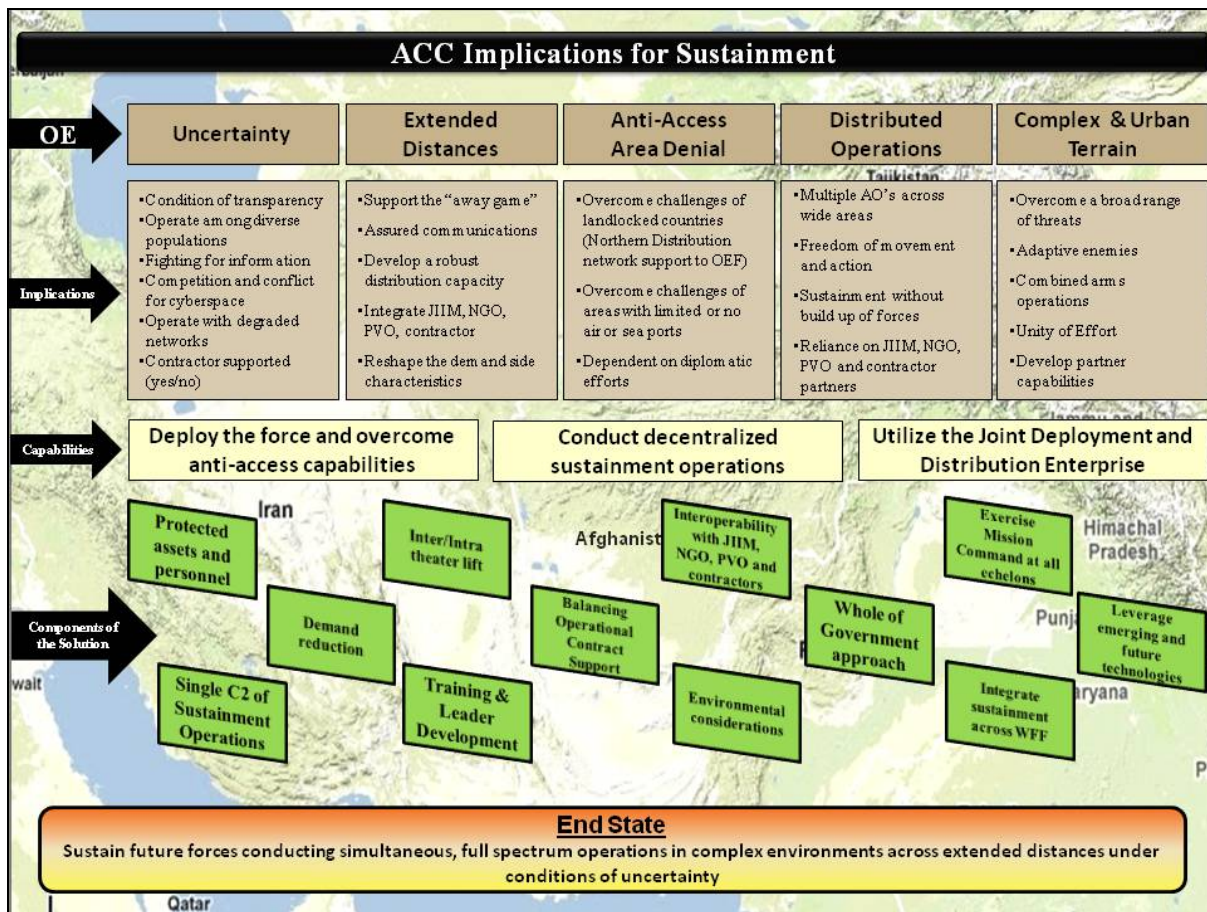 ACC Implications for Sustainment
OE
Uncertainty
Extended
Distances
Anti-Access
Area Denial
Distributed
Operations
Complex & Urban
Terrain
Tajikistan
Implications
▪Condition of transparency
▪Operate among diverse
populations
▪Fighting for information
▪Competition and conflict
for cyberspace
▪Operate with degraded
networks
▪Contractor supported
(yes/no)
▪Support the “away game”
▪Assured communications
▪Develop a robust
distribution capacity
▪Integrate JIIM, NGO,
PVO, contractor
▪Reshape the demand side
characteristics
▪Overcome challenges of
landlocked countries
(Northern Distribution
network support to OEF)
▪Overcome challenges of
areas with limited or no
air or sea ports
▪Dependent on diplomatic
efforts
▪Multiple AO’s across
wide areas
▪Freedom of movement
and action
▪Sustainment without
build up of forces
▪Reliance on JIIM, NGO,
PVO and contractor
partners
▪Overcome a broad range
of threats
▪Adaptive enemies
▪Combined arms
operations
▪Unity of Effort
▪Develop partner
capabilities
Capabilities
Deploy the force and overcome
anti-access capabilities
Conduct decentralized
sustainment operations
Utilize the Joint Deployment and
Distribution Enterprise
Components of
the Solution
Protected
assets and
personnel
Iran
Inter/Intra
theater lift
Afghanist
Interoperability
with JIIM,
NGO, PVO and
contractors
Exercise
Mission
Command at all
echelons
Himachal
Pradesh
Demand
reduction
Balancing
Operational
Contract
Support
Whole of
Government
approach
Punja
Leverage
emerging and
future
technologies
wait
Single C2 of
Sustainment
Operations
Training &
Leader
Development
Environmental
considerations
Integrate
sustainment
across WFF
aryana
End State
Sustain future forces conducting simultaneous, full spectrum operations in complex environments across extended distances under
conditions of uncertainty
Qatar